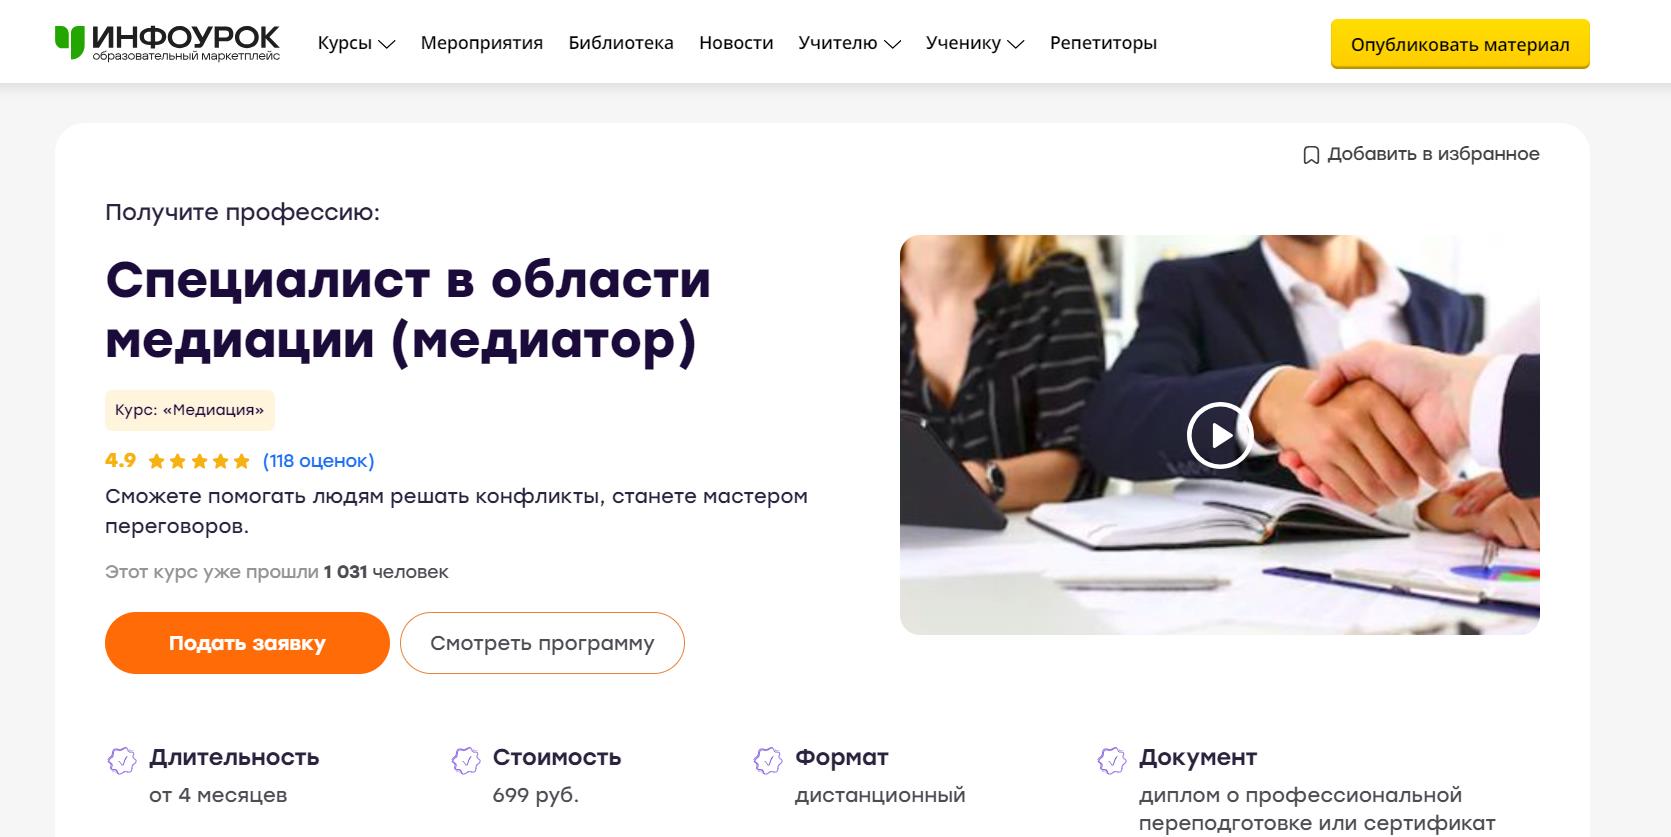 ИНФОУРОК
образовательный маркетплейс
Курсы Мероприятия Библиотека Новости Учителю Ученику Репетиторы
Опубликовать материал
Добавить в избранное
Получите профессию:
Специалист в области
медиации (медиатор)
Курс: «Медиация»
4.9 (118 оценок)
Сможете помогать людям решать конфликты, станете мастером
переговоров.
Этот курс уже прошли 1 031 человек
Подать заявку
Смотреть программу
Длительность
от 4 месяцев
Стоимость
699 руб.
Формат
дистанционный
Документ
диплом о профессиональной
переподготовке или сертификат